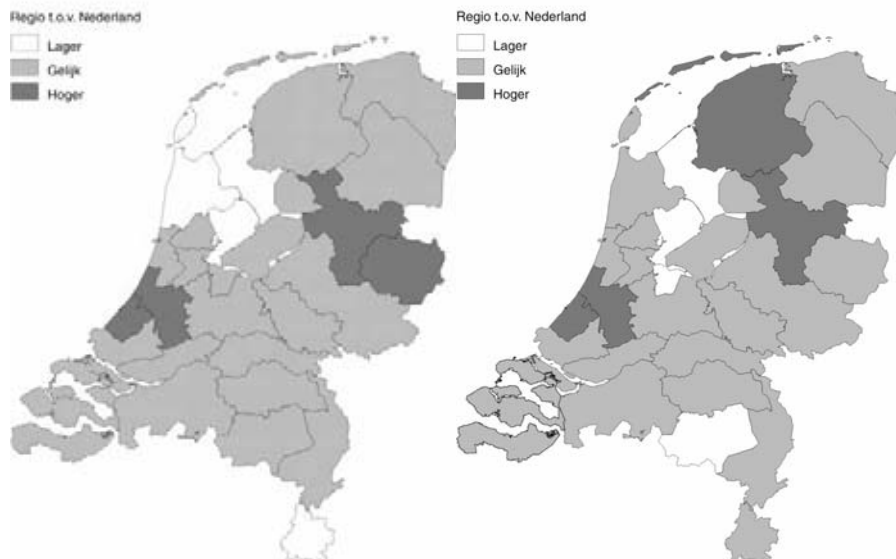 Regio t.o.v. Nederland
Lager
Gelijk
Hoger
Regio t.o.v. Nederland
Lager
Gelijk
Hoger